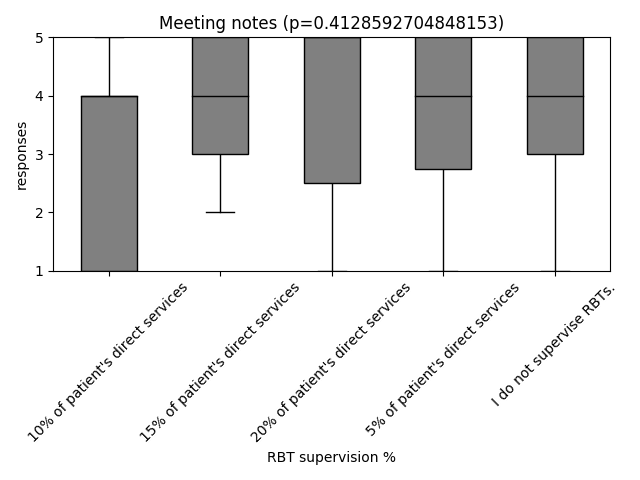 Meeting notes (p=0.4128592704848153)
5
4
3
2
1
responses
10% of patient's direct services
15% of patient's direct services
20% of patient's direct services
5% of patient's direct services
I do not supervise RBTs.
RBT supervision %